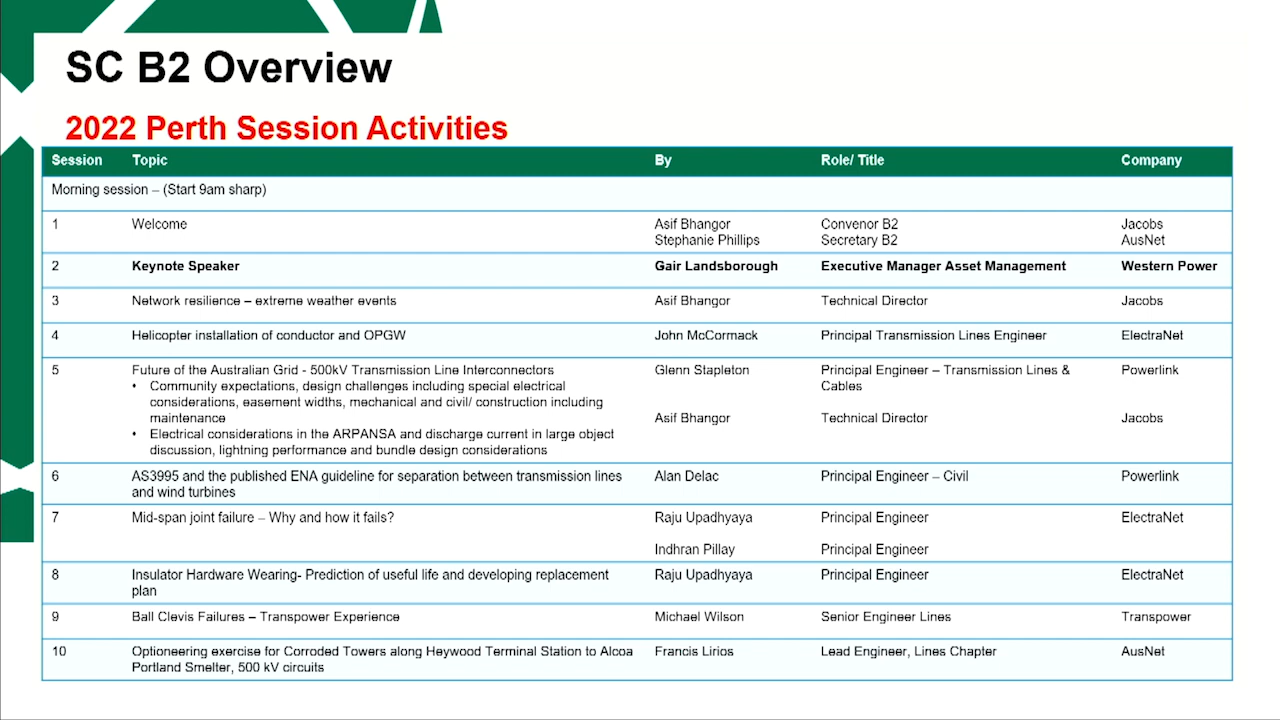 SC B2 Overview
2022 Perth Session Activities
Session Topic By Role/ Title Company
Morning session – (Start 9am sharp)
1 Welcome Asif Bhangor Convenor B2 Jacobs
Stephanie Phillips Secretary B2 AusNet
2 Keynote Speaker Gair Landsborough Executive Manager Asset Management Western Power
3 Network resilience – extreme weather events Asif Bhangor Technical Director Jacobs
4 Helicopter installation of conductor and OPGW John McCormack Principal Transmission Lines Engineer ElectraNet
5 Future of the Australian Grid - 500kV Transmission Line Interconnectors Glenn Stapleton Principal Engineer – Transmission Lines & Powerlink
• Community expectations, design challenges including special electrical Cables
considerations, easement widths, mechanical and civil/ construction including
maintenance Asif Bhangor Technical Director Jacobs
• Electrical considerations in the ARPANSA and discharge current in large object
discussion, lightning performance and bundle design considerations
6 AS3995 and the published ENA guideline for separation between transmission lines Alan Delac Principal Engineer – Civil Powerlink
and wind turbines
7 Mid-span joint failure – Why and how it fails? Raju Upadhyaya Principal Engineer ElectraNet
Indhran Pillay Principal Engineer
8 Insulator Hardware Wearing- Prediction of useful life and developing replacement Raju Upadhyaya Principal Engineer ElectraNet
plan
9 Ball Clevis Failures – Transpower Experience Michael Wilson Senior Engineer Lines Transpower
10 Optioneering exercise for Corroded Towers along Heywood Terminal Station to Alcoa Francis Lirios Lead Engineer, Lines Chapter AusNet
Portland Smelter, 500 kV circuits